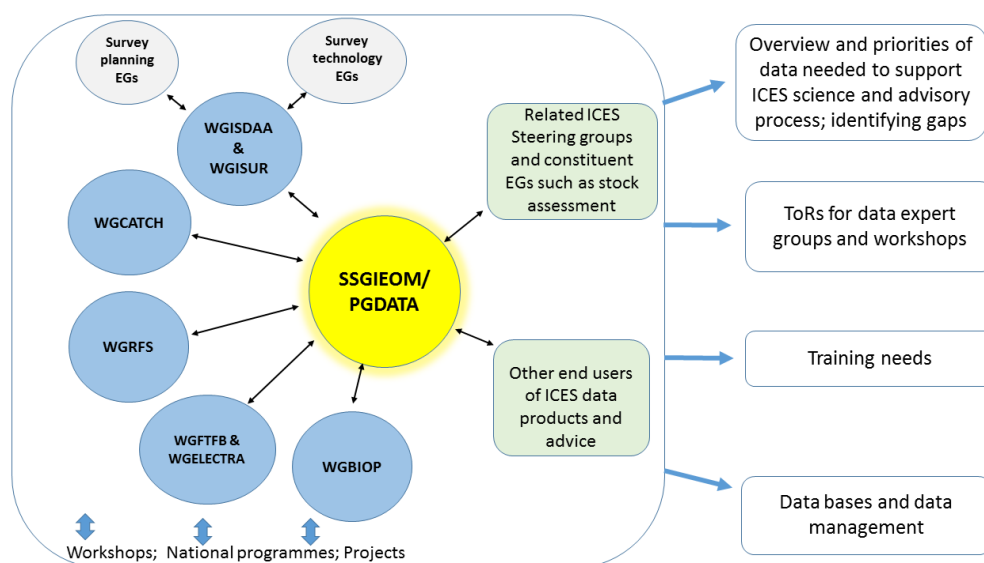 Survey
planning
EGs
Survey
technology
EGs
WGISDAA
&
WGISUR
WGCATCH
WGRFS
WGFTFB &
WGELECTRA
WGBIOP
SSGIEOM/
PGDATA
Related ICES
Steering groups
and constituent
EGs such as stock
assessment
Other end users
of ICES data
products and
advice
Workshops; National programmes; Projects
Overview and priorities of
data needed to support
ICES science and advisory
process; identifying gaps
ToRs for data expert
groups and workshops
Training needs
Data bases and data
management